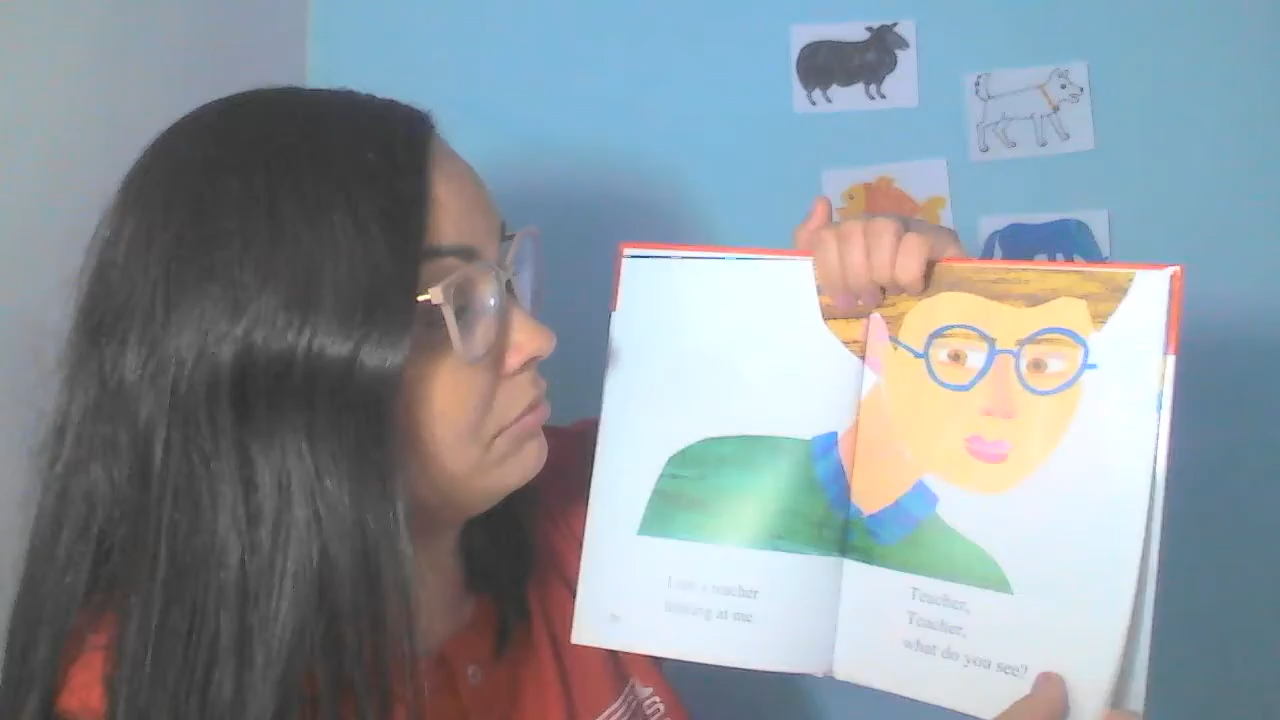 I see a teacher
looking at me.
Teacher,
Teacher,
what do you see?